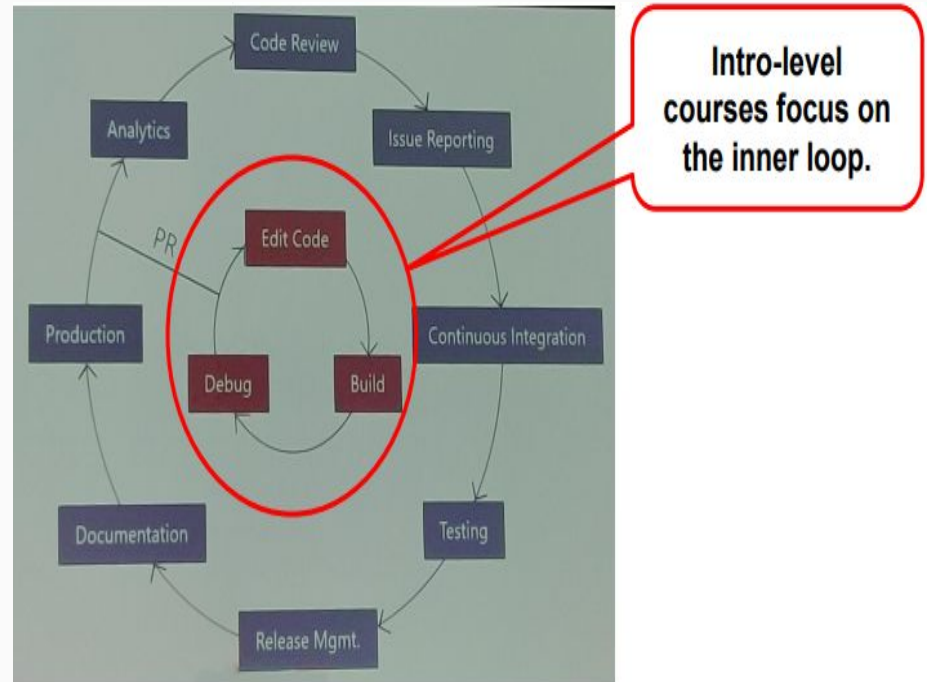 Code Review
Analytics
Issue Reporting
PR
Edit Code
Production
Continuous Integration
Debug
Build
Documentation
Testing
Release Mgmt.
Intro-level
courses focus on
the inner loop.